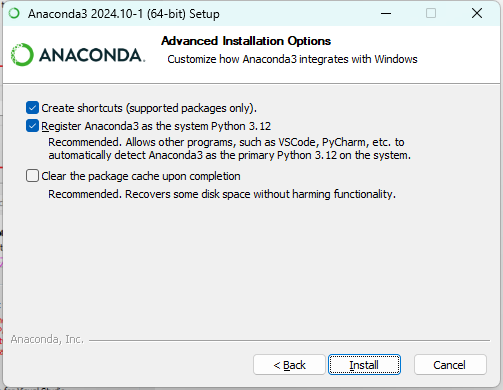 Anaconda3 2024.10-1 (64-bit) Setup
ANACONDA.
Advanced Installation Options
Customize how Anaconda3 integrates with Windows
Create shortcuts (supported packages only).
Register Anaconda3 as the system Python 3.12
Recommended. Allows other programs, such as VSCode, PyCharm, etc. to
automatically detect Anaconda3 as the primary Python 3.12 on the system.
Clear the package cache upon completion
Recommended. Recovers some disk space without harming functionality.
Anaconda, Inc.
< Back
Install
Cancel